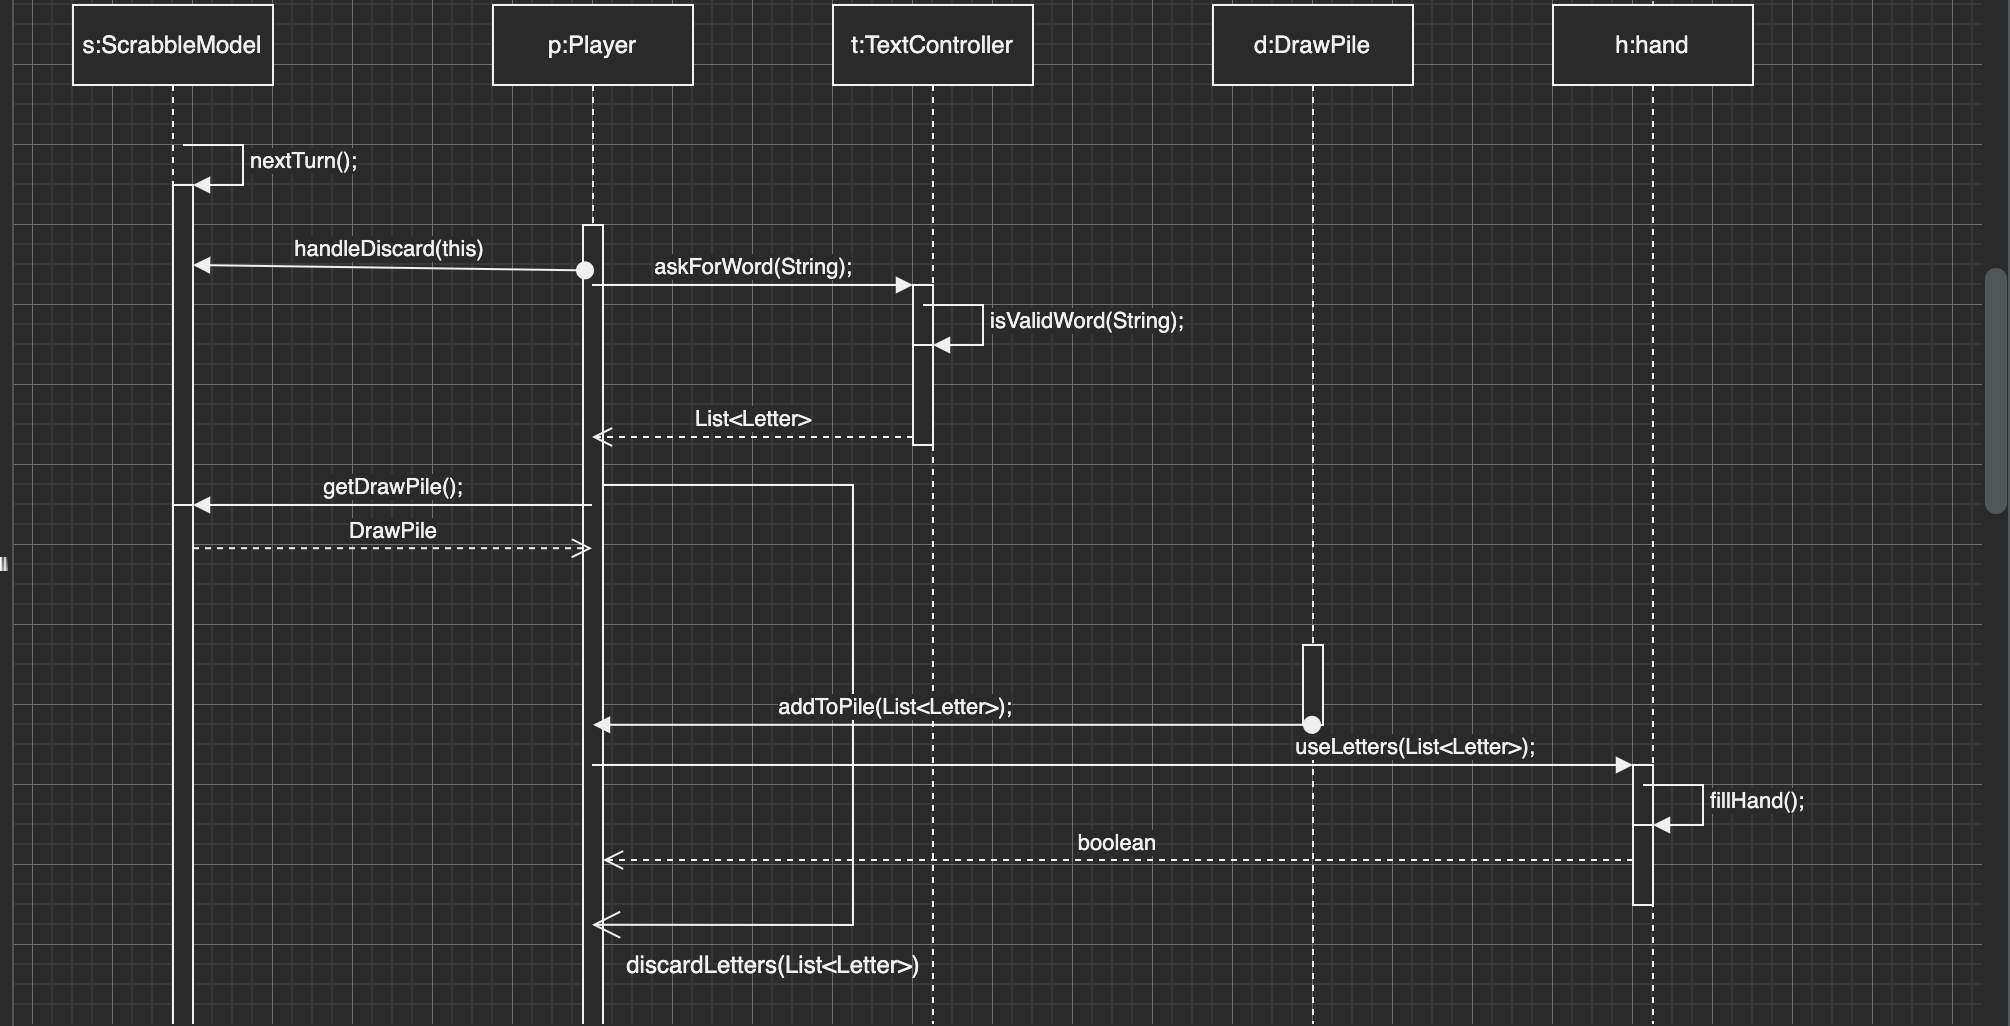 s:ScrabbleModel
p:Player
t:TextController
d:DrawPile
h:hand
nextTurn();
handleDiscard(this)
askForWord(String);
isValidWord(String);
List<Letter>
getDrawPile();
DrawPile
addToPile(List<Letter>);
useLetters(List<Letter>);
fillHand();
boolean
discardLetters(List<Letter>)